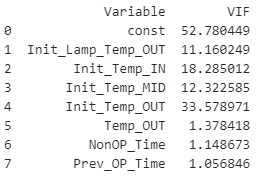 Variable VIF
0 const 52.780449
1 Init_Lamp_Temp_OUT 11.160249
2 Init_Temp_IN 18.285012
3 Init_Temp_MID 12.322585
4 Init_Temp_OUT 33.578971
5 Temp_OUT 1.378418
6 NonOP_Time 1.148673
7 Prev_OP_Time 1.056846